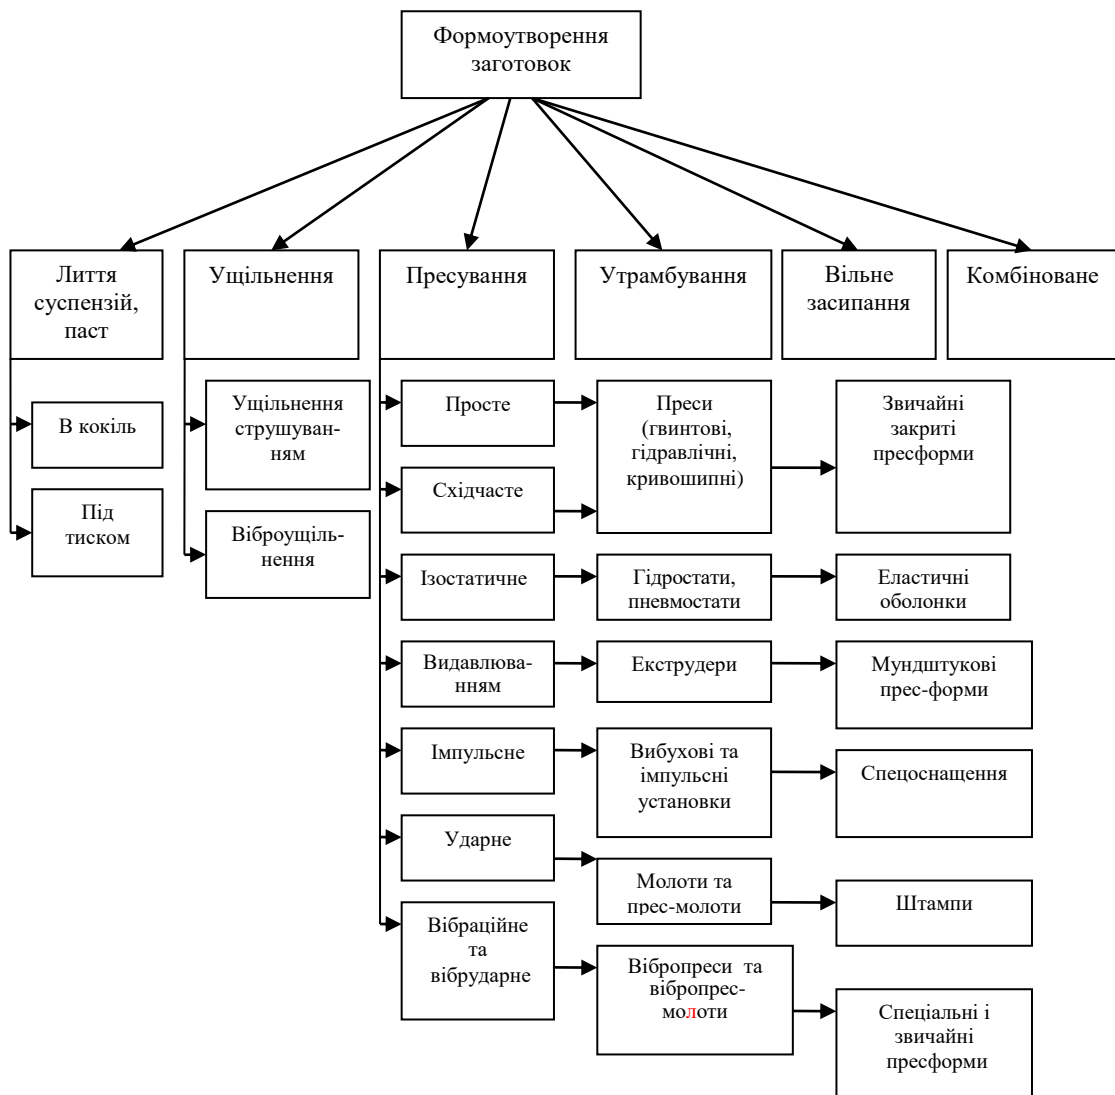 Формоутворення
заготовок
Лиття
суспензій,
паст
Ущільнення
Пресування
Утрамбування
Вільне
засипання
Комбіноване
В кокіль
Під
тиском
Ущільнення
струшуван-
ням
Віброущіль-
нення
Просте
Східчасте
Преси
(гвинтові,
гідравлічні,
кривошипні)
Звичайні
закриті
пресформи
Ізостатичне
Гідростати,
пневмостати
Еластичні
оболонки
Видавлюва-
нням
Екструдери
Мундштукові
прес-форми
Імпульсне
Вибухові та
імпульсні
установки
Спецоснащення
Ударне
Молоти та
прес-молоти
Штампи
Вібраційне
та
вібрударне
Вібропреси та
вібропрес-
молоти
Спеціальні і
звичайні
пресформи